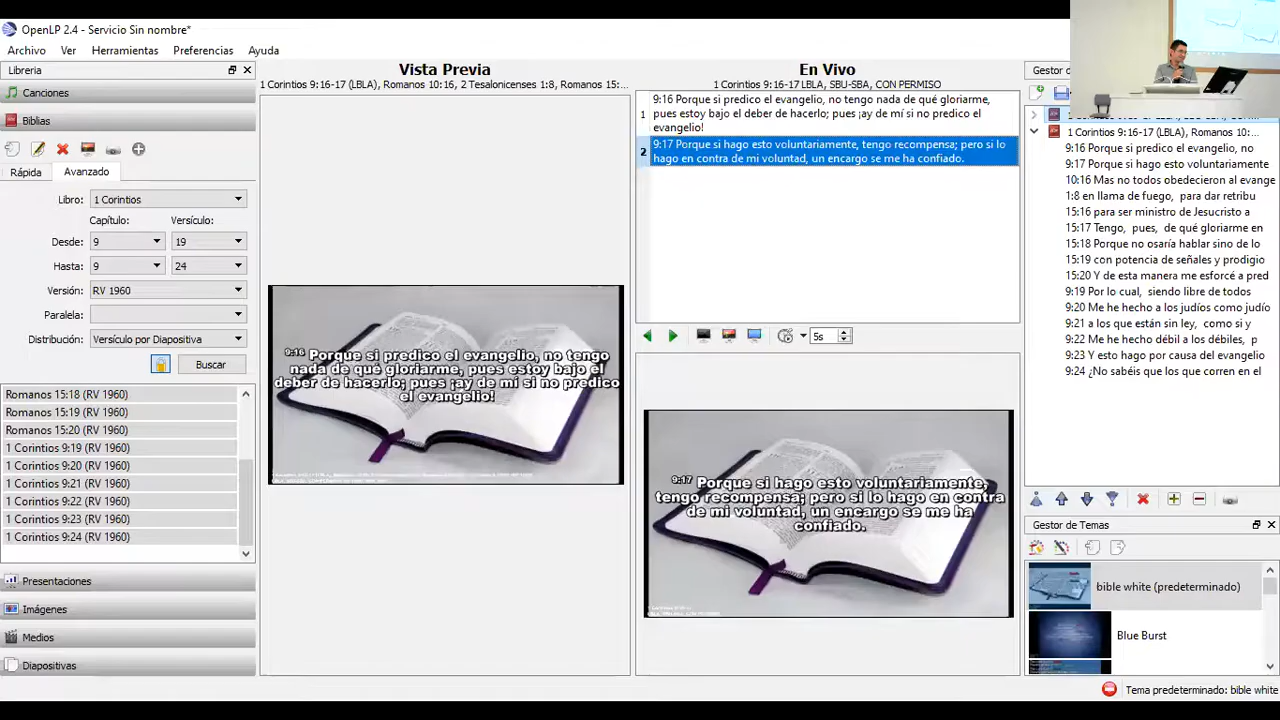 OpenLP 2.4 - Servicio Sin nombre*
Archivo Ver Herramientas Preferencias Ayuda
Libreria
Canciones
Biblias
Rápida Avanzado
Libro: 1 Corintios
Capítulo: Versículo:
Desde: 9 19
Hasta: 9 24
Versión: RV 1960
Paralela:
Distribución: Versículo por Diapositiva
Buscar
Romanos 15:18 (RV 1960)
Romanos 15:19 (RV 1960)
Romanos 15:20 (RV 1960)
1 Corintios 9:19 (RV 1960)
1 Corintios 9:20 (RV 1960)
1 Corintios 9:21 (RV 1960)
1 Corintios 9:22 (RV 1960)
1 Corintios 9:23 (RV 1960)
1 Corintios 9:24 (RV 1960)
Presentaciones
Imágenes
Medios
Diapositivas
Vista Previa
1 Corintios 9:16-17 (LBLA), Romanos 10:16, 2 Tesalonicenses 1:8, Romanos 15:...
9:16 Porque si predico el evangelio, no tengo
nada de qué gloriarme, pues estoy bajo el
deber de hacerlo; pues ¡ay de mí si no predico
el evangelio!
En Vivo
1 Corintios 9:16-17 LBLA, SBU-SBA, CON PERMISO
1 9:16 Porque si predico el evangelio, no tengo nada de qué gloriarme,
pues estoy bajo el deber de hacerlo; pues ¡ay de mí si no predico el
evangelio!
2 9:17 Porque si hago esto voluntariamente, tengo recompensa; pero si lo
hago en contra de mi voluntad, un encargo se me ha confiado.
5s
9:17 Porque si hago esto voluntariamente,
tengo recompensa; pero si lo hago en contra
de mi voluntad, un encargo se me ha
confiado.
Gestor
1 Corintios 9:16-17 (LBLA), Romanos 10:...
9:16 Porque si predico el evangelio, no
9:17 Porque si hago esto voluntariamente
10:16 Mas no todos obedecieron al evange
1:8 en llama de fuego, para dar retribu
15:16 para ser ministro de Jesucristo a
15:17 Tengo, pues, de qué gloriarme en
15:18 Porque no osaría hablar sino de lo
15:19 con potencia de señales y prodigio
15:20 Y de esta manera me esforcé a pred
9:19 Por lo cual, siendo libre de todos
9:20 Me he hecho a los judíos como judío
9:21 a los que están sin ley, como si y
9:22 Me he hecho débil a los débiles, p
9:23 Y esto hago por causa del evangelio
9:24 ¿No sabéis que los que corren en el
Gestor de Temas
bible white (predeterminado)
Blue Burst
Tema predeterminado: bible white